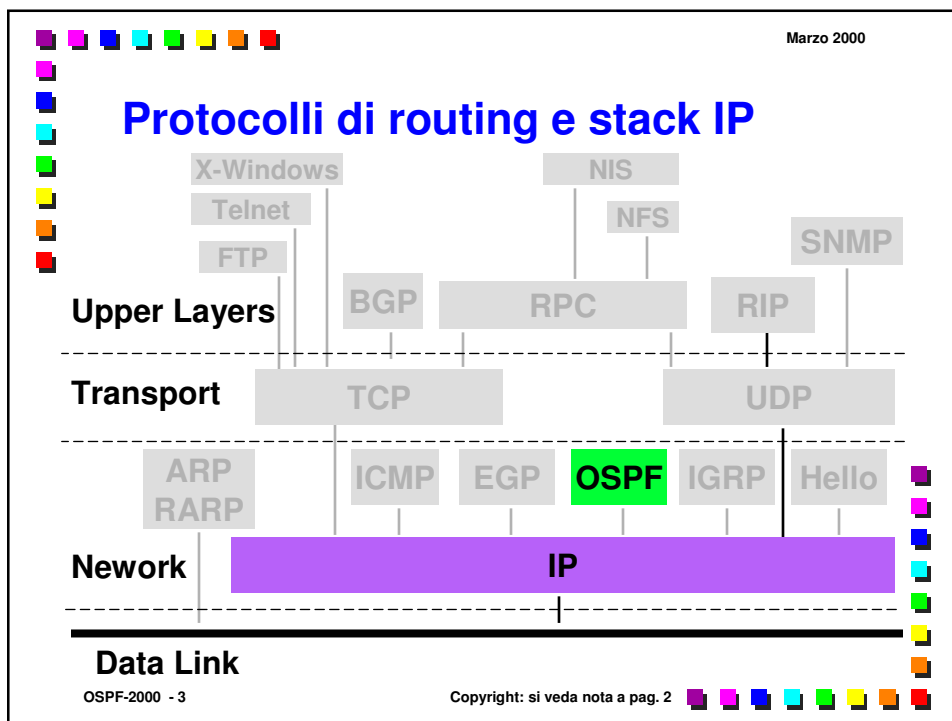 Marzo 2000
Protocolli di routing e stack IP
X-Windows
NIS
Telnet
NFS
FTP
SNMP
Upper Layers
BGP
RPC
RIP
Transport
TCP
UDP
ARP
RARP
ICMP
EGP
OSPF
IGRP
Hello
Nework
IP
Data Link
OSPF-2000 - 3
Copyright: si veda nota a pag. 2